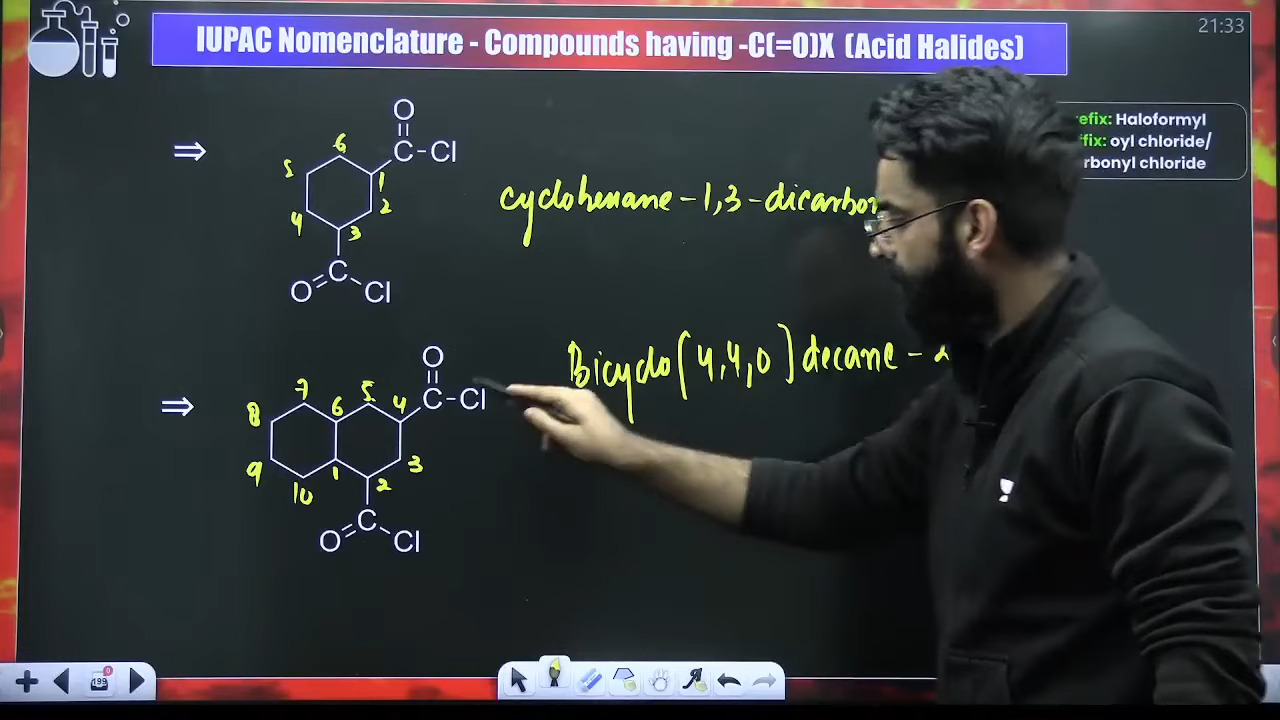 21:33
IUPAC Nomenclature - Compounds having -C(=O)X (Acid Halides)
efix: Haloformyl
fix: oyl chloride/
rbonyl chloride
O
6
C-Cl
5
1
cyclohexane - 1,3 - dicarbon
4
2
3
C
O
Cl
O
Bicyclo [4,4,0] decane - 2
7
5
C-Cl
8
6
4
9
1
3
10
2
C
O
Cl